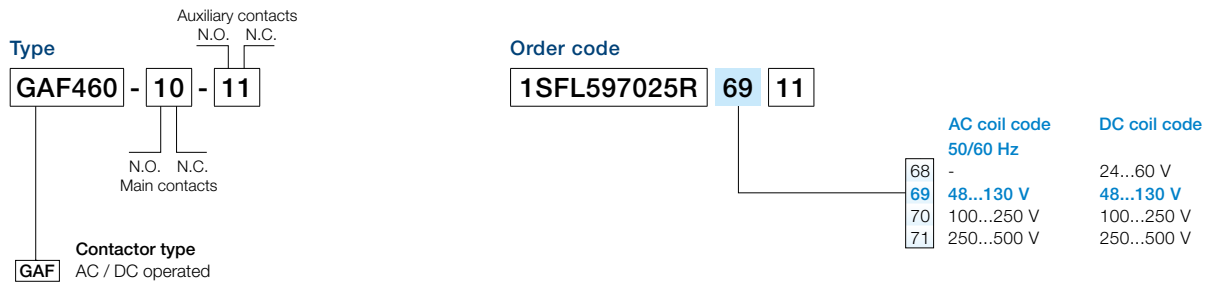 Auxiliary contacts
N.O. N.C.
Type
GAF460 - 10 - 11
N.O. N.C.
Main contacts
Contactor type
GAF AC / DC operated
Order code
1SFL597025R 69 11
AC coil code DC coil code
50/60 Hz
68 - 24...60 V
69 48...130 V 48...130 V
70 100...250 V 100...250 V
71 250...500 V 250...500 V